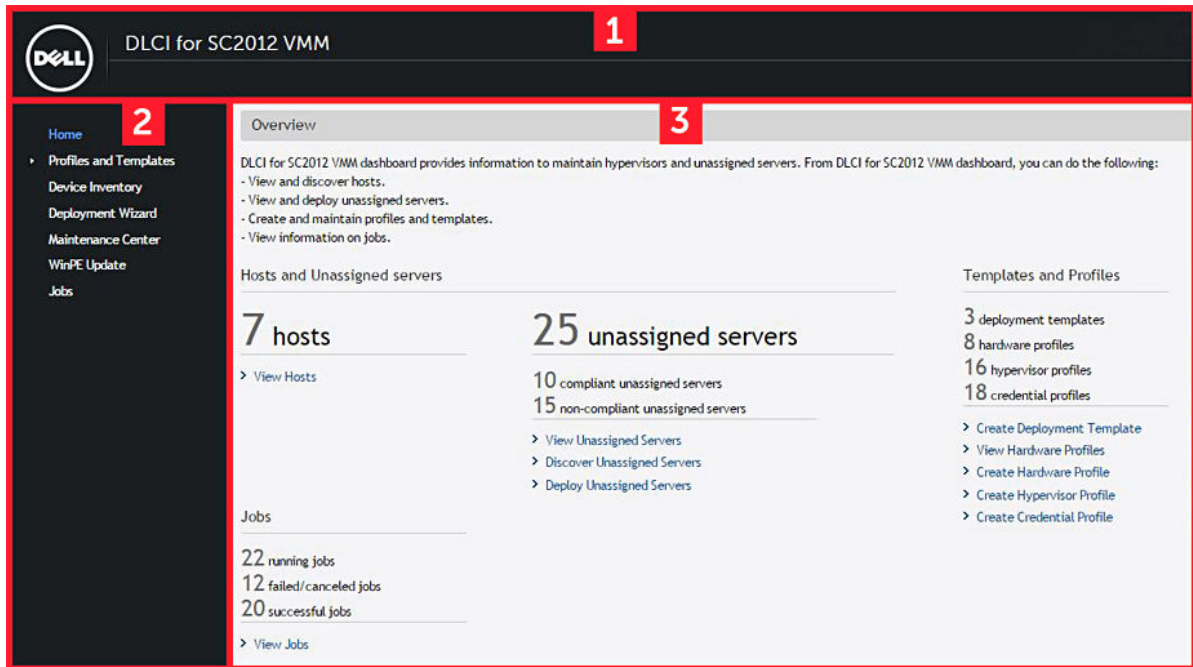 1
DELL
DLCI for SC2012 VMM
2
Home
Profiles and Templates
Device Inventory
Deployment Wizard
Maintenance Center
WinPE Update
Jobs
3
Overview
DLCI for SC2012 VMM dashboard provides information to maintain hypervisors and unassigned servers. From DLCI for SC2012 VMM dashboard, you can do the following:
- View and discover hosts.
- View and deploy unassigned servers.
- Create and maintain profiles and templates.
- View information on jobs.
Hosts and Unassigned servers
7 hosts
> View Hosts
25 unassigned servers
10 compliant unassigned servers
15 non-compliant unassigned servers
> View Unassigned Servers
> Discover Unassigned Servers
> Deploy Unassigned Servers
Templates and Profiles
3 deployment templates
8 hardware profiles
16 hypervisor profiles
18 credential profiles
> Create Deployment Template
> View Hardware Profiles
> Create Hardware Profile
> Create Hypervisor Profile
> Create Credential Profile
Jobs
22 running jobs
12 failed/canceled jobs
20 successful jobs
> View Jobs